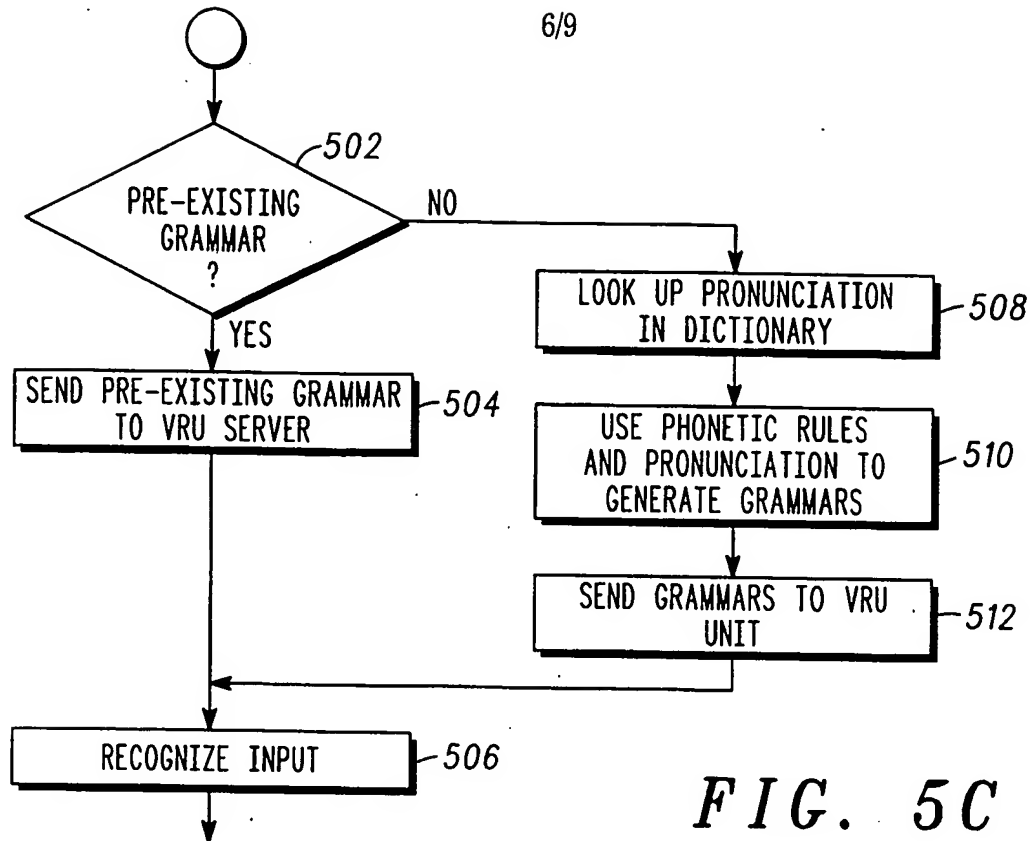 6/9
502
PRE-EXISTING
GRAMMAR
?
NO
YES
LOOK UP PRONUNCIATION
IN DICTIONARY
508
SEND PRE-EXISTING GRAMMAR
TO VRU SERVER
504
USE PHONETIC RULES
AND PRONUNCIATION TO
GENERATE GRAMMARS
510
SEND GRAMMARS TO VRU
UNIT
512
RECOGNIZE INPUT
506
FIG. 5C